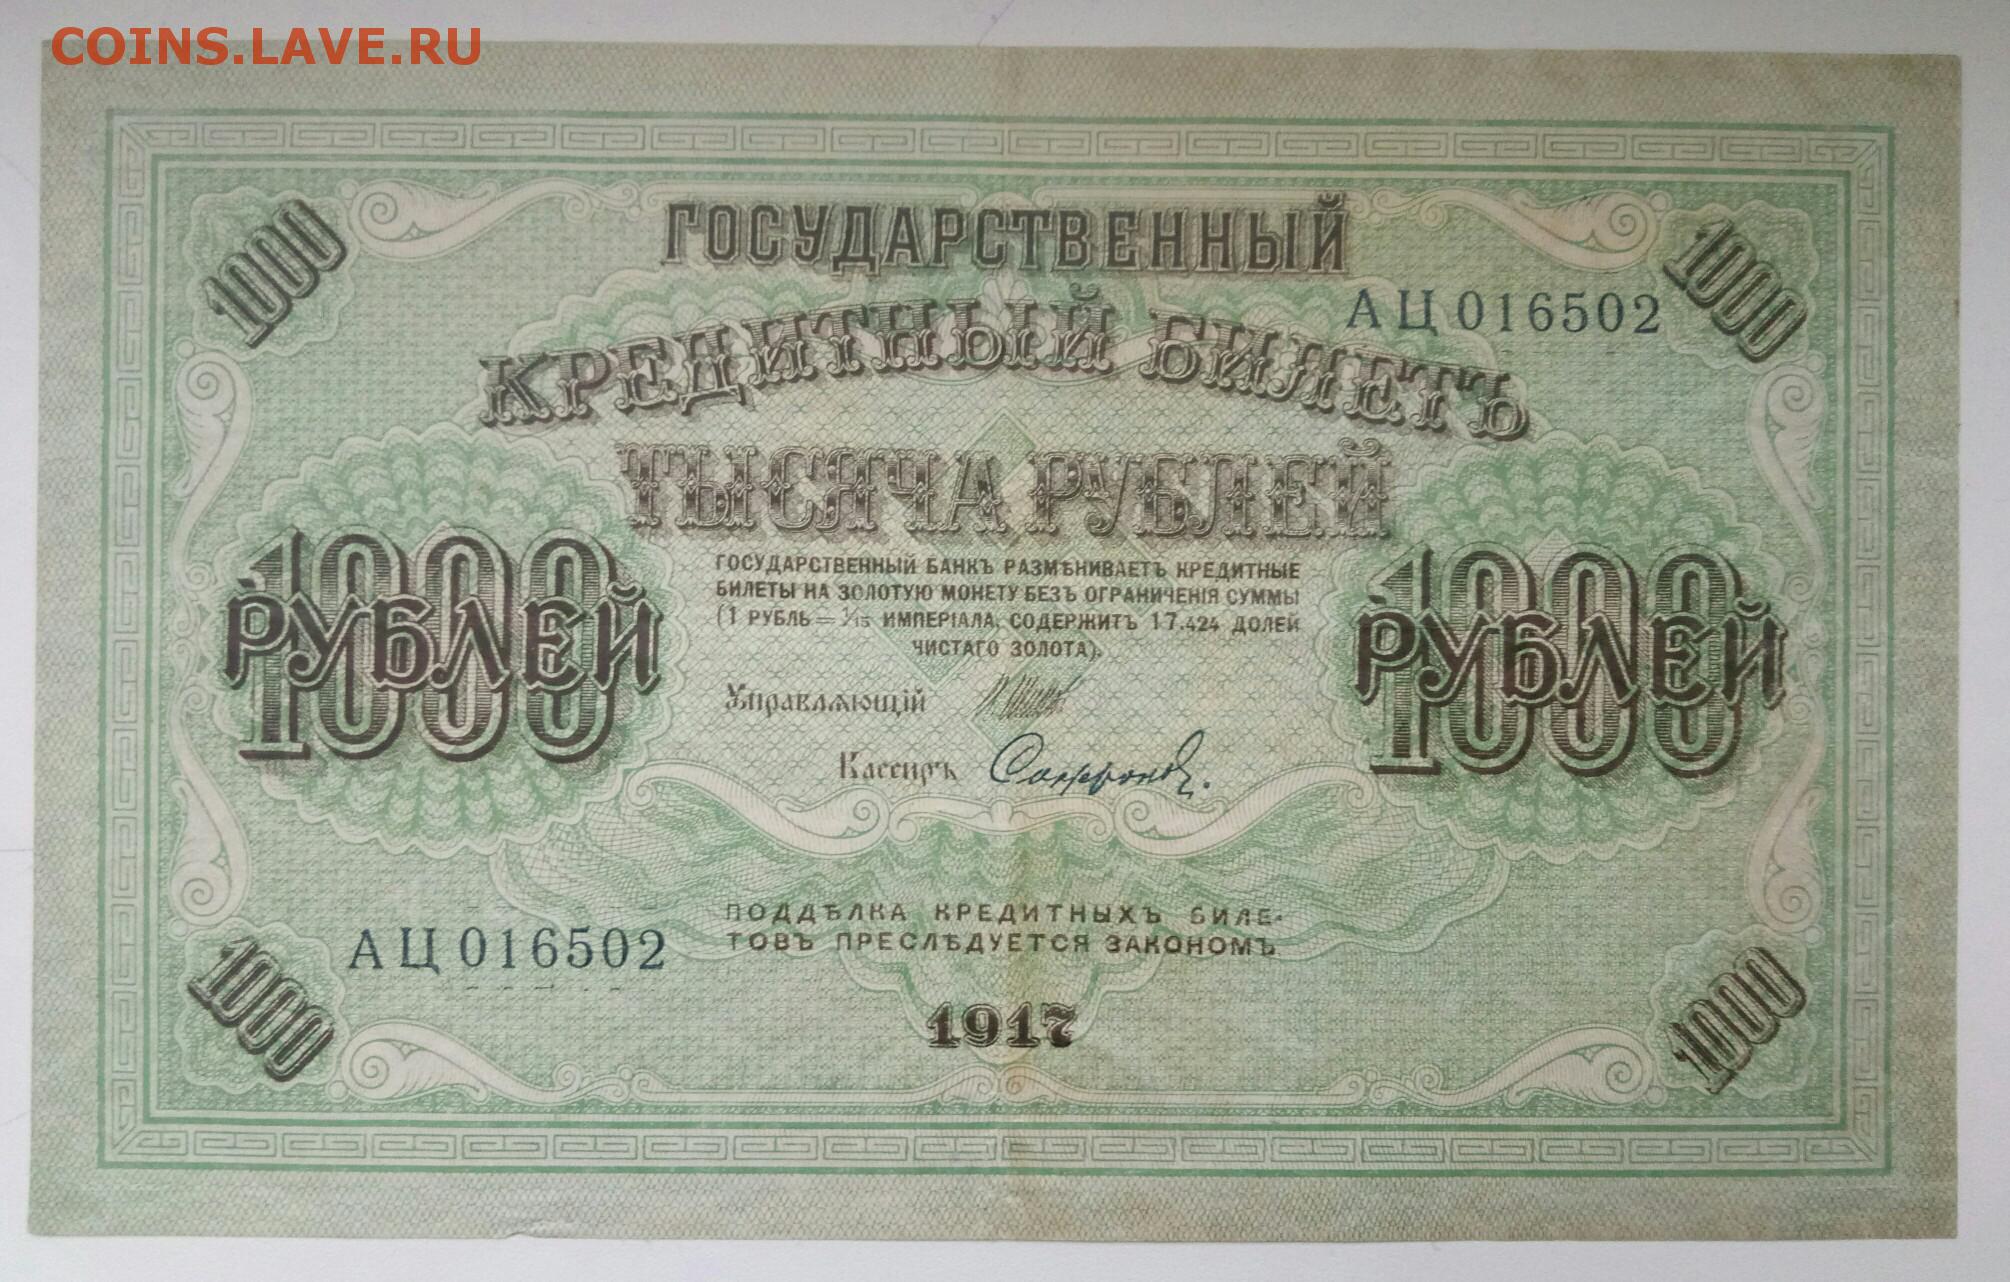 COINS.LAVE.RU
1000
ГОСУДАРСТВЕННЫЙ
1000
АЦ 016502
КРЕДИТНЫЙ БИЛЕТЪ
ТЫСЯЧА РУБЛЕЙ
1000
РУБЛЕЙ
ГОСУДАРСТВЕННЫЙ БАНКЪ РАЗМѢНИВАЕТЪ КРЕДИТНЫЕ
БИЛЕТЫ НА ЗОЛОТУЮ МОНЕТУ БЕЗЪ ОГРАНИЧЕНІЯ СУММЫ
(1 РУБЛЬ = 1/15 ИМПЕРІАЛА, СОДЕРЖИТЪ 17.424 ДОЛЕЙ
ЧИСТАГО ЗОЛОТА).
1000
РУБЛЕЙ
Управляющій
Кассиръ Сафронов.
ПОДДѢЛКА КРЕДИТНЫХЪ БИЛЕ-
ТОВЪ ПРЕСЛѢДУЕТСЯ ЗАКОНОМЪ
АЦ 016502
1000
1917
1000